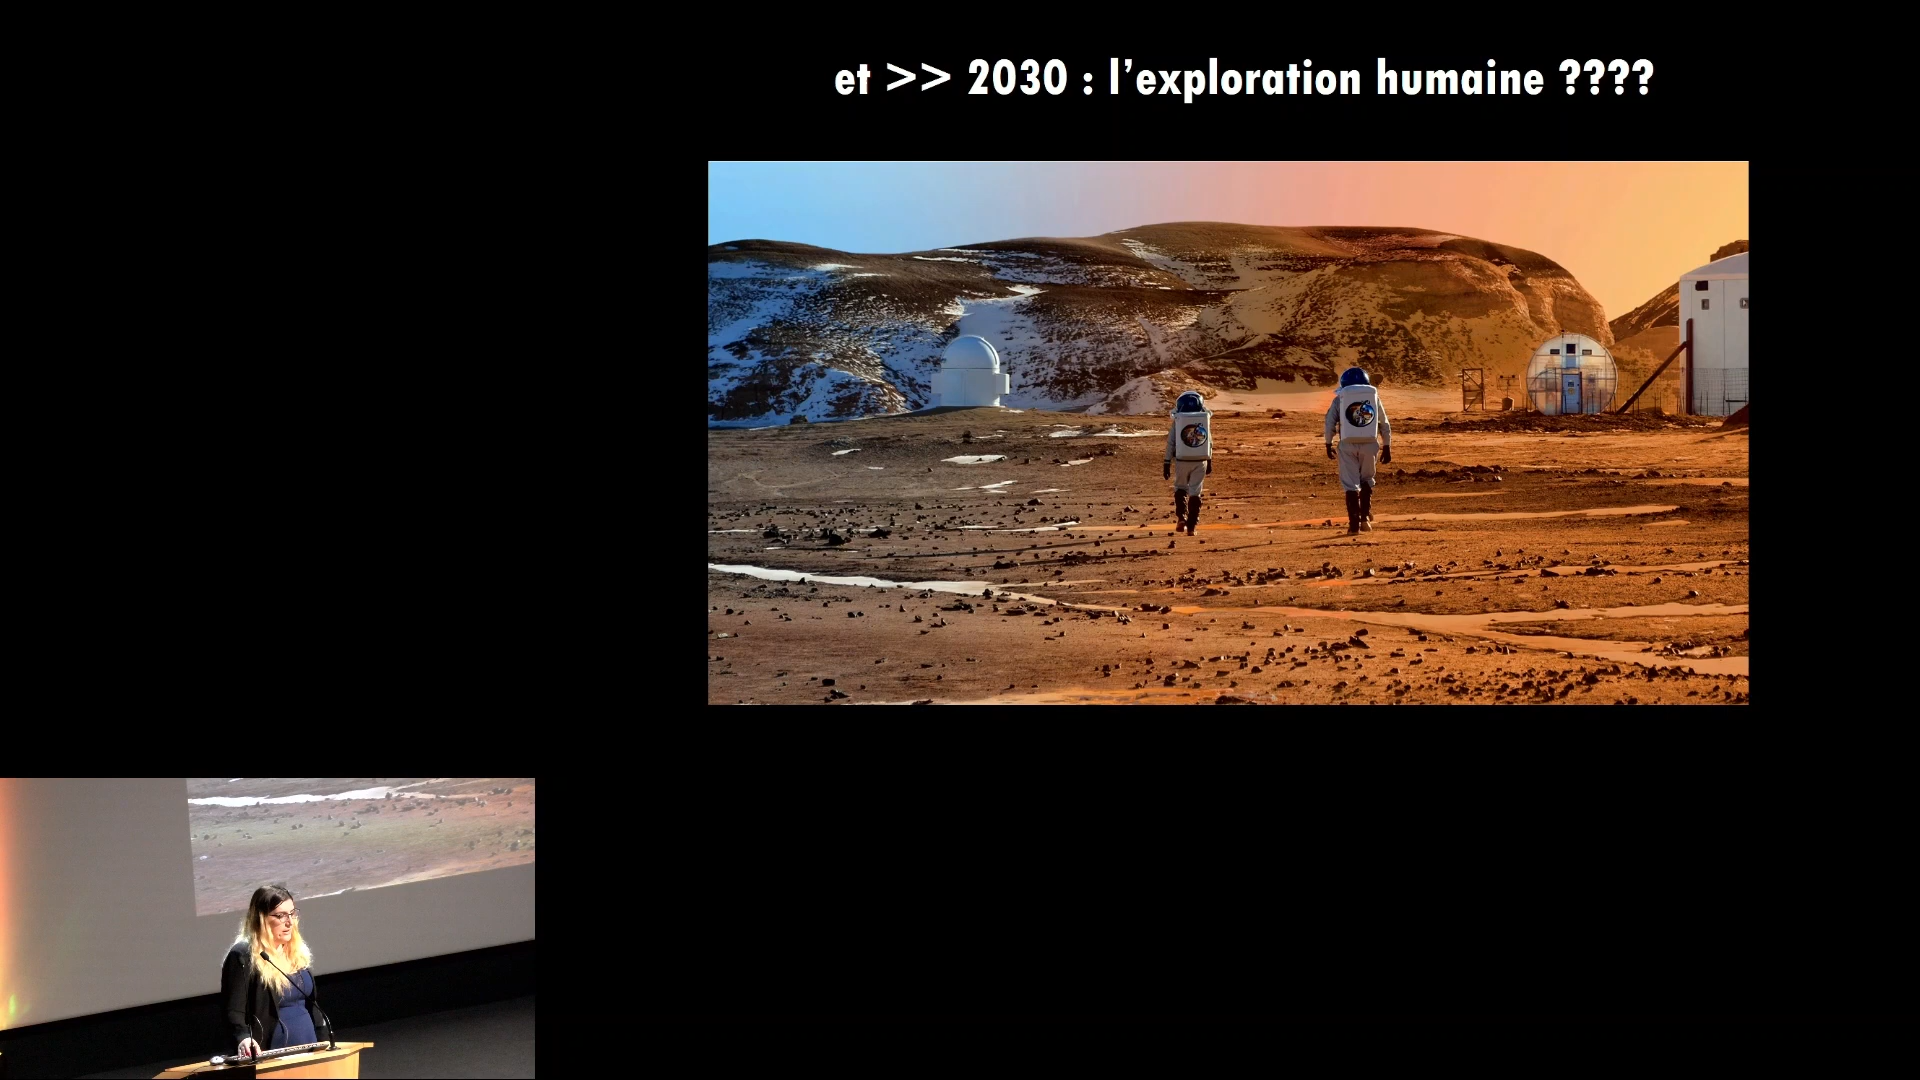 et >> 2030 : l’exploration humaine ????